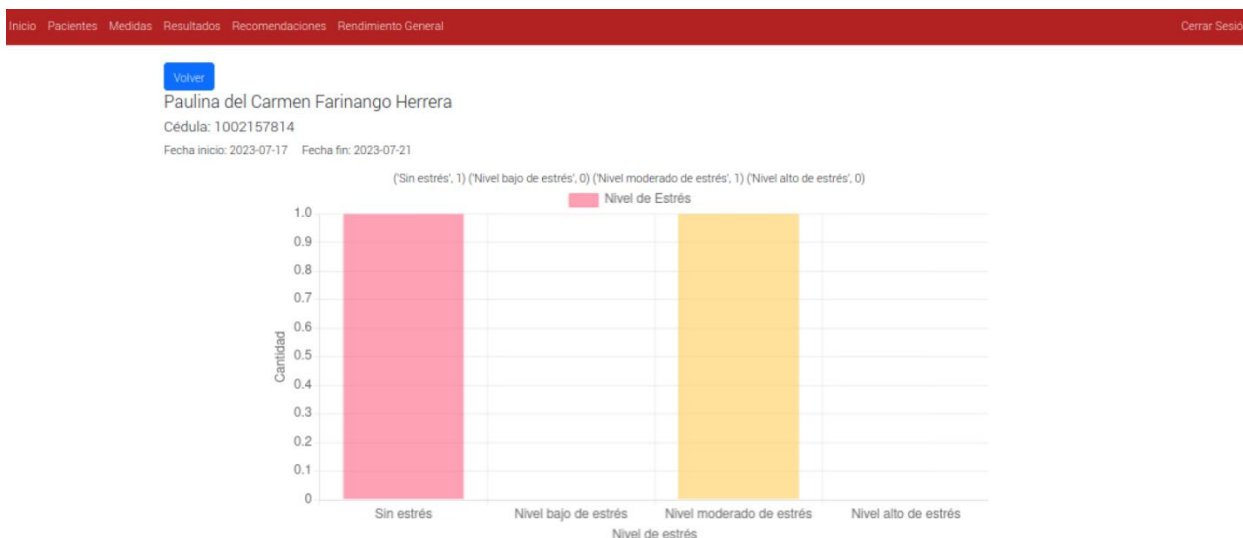 Inicio Pacientes Medidas Resultados Recomendaciones Rendimiento General Cerrar Sesió
Volver
Paulina del Carmen Farinango Herrera
Cédula: 1002157814
Fecha inicio: 2023-07-17 Fecha fin: 2023-07-21
('Sin estrés', 1) ('Nivel bajo de estrés', 0) ('Nivel moderado de estrés', 1) ('Nivel alto de estrés', 0)
Nivel de Estrés
1.0
0.9
0.8
0.7
0.6
0.5
0.4
0.3
0.2
0.1
0
Cantidad
Sin estrés Nivel bajo de estrés Nivel moderado de estrés Nivel alto de estrés
Nivel de estrés